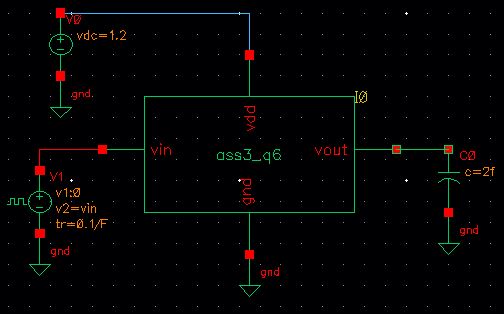 V0
vdc=1.2
gnd
I0
vdd
vin
ass3_q6
vout
gnd
C0
c=2f
V1
v1:0
v2=vin
tr=0.1/F
gnd
gnd
gnd